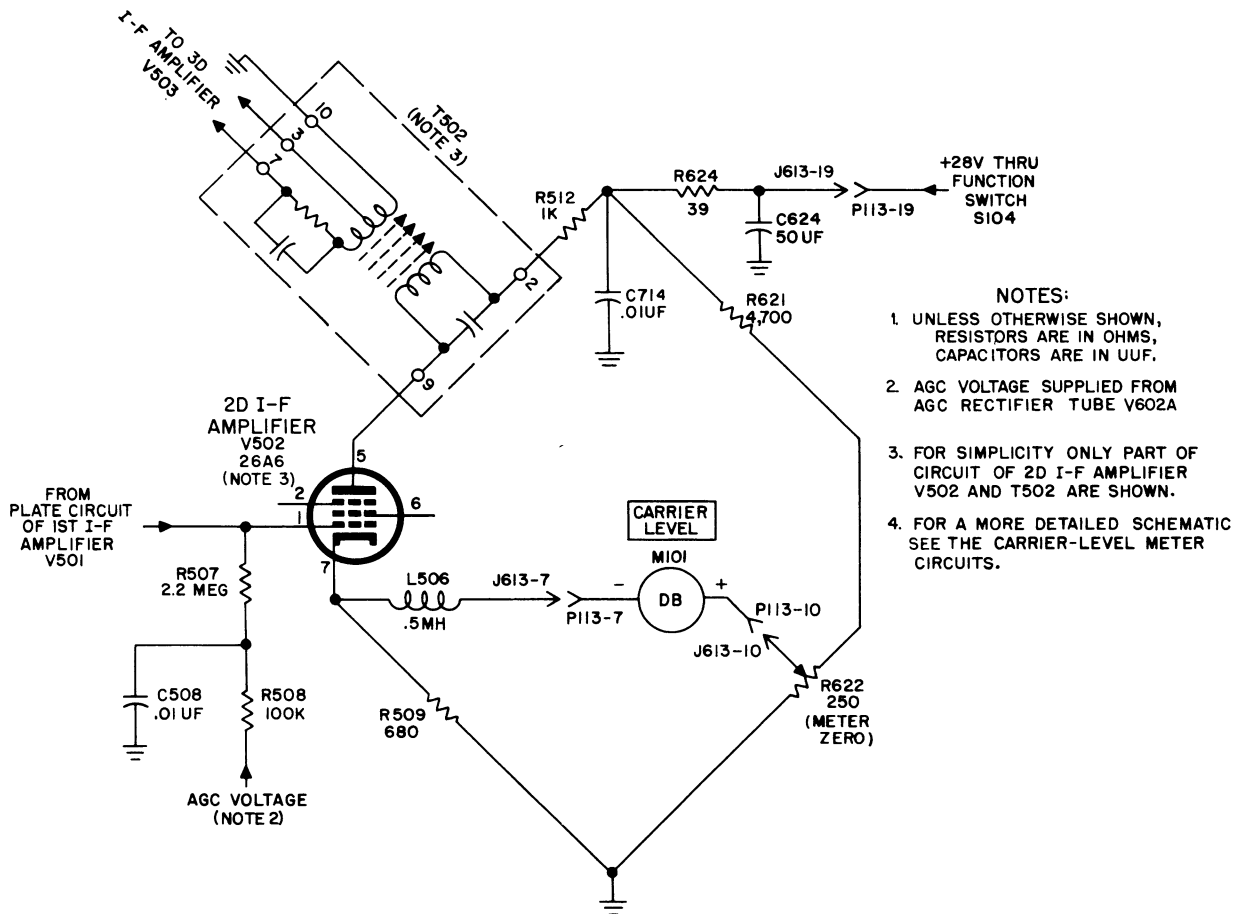 TO 3D
I-F AMPLIFIER
V503
10
3
7
T502
(NOTE 3)
R512
1K
2
9
R624
39
J613-19
P113-19
+28V THRU
FUNCTION
SWITCH
S104
C624
50UF
C714
.01UF
R621
4,700
NOTES:
1. UNLESS OTHERWISE SHOWN,
RESISTORS ARE IN OHMS,
CAPACITORS ARE IN UUF.
2. AGC VOLTAGE SUPPLIED FROM
AGC RECTIFIER TUBE V602A
3. FOR SIMPLICITY ONLY PART OF
CIRCUIT OF 2D I-F AMPLIFIER
V502 AND T502 ARE SHOWN.
4. FOR A MORE DETAILED SCHEMATIC
SEE THE CARRIER-LEVEL METER
CIRCUITS.
2D I-F
AMPLIFIER
V502
26A6
(NOTE 3)
5
2
6
1
7
FROM
PLATE CIRCUIT
OF 1ST I-F
AMPLIFIER
V501
R507
2.2 MEG
L506
.5MH
J613-7
P113-7
CARRIER
LEVEL
M101
-
DB
+
P113-10
J613-10
R622
250
(METER
ZERO)
C508
.01UF
R508
100K
R509
680
AGC VOLTAGE
(NOTE 2)